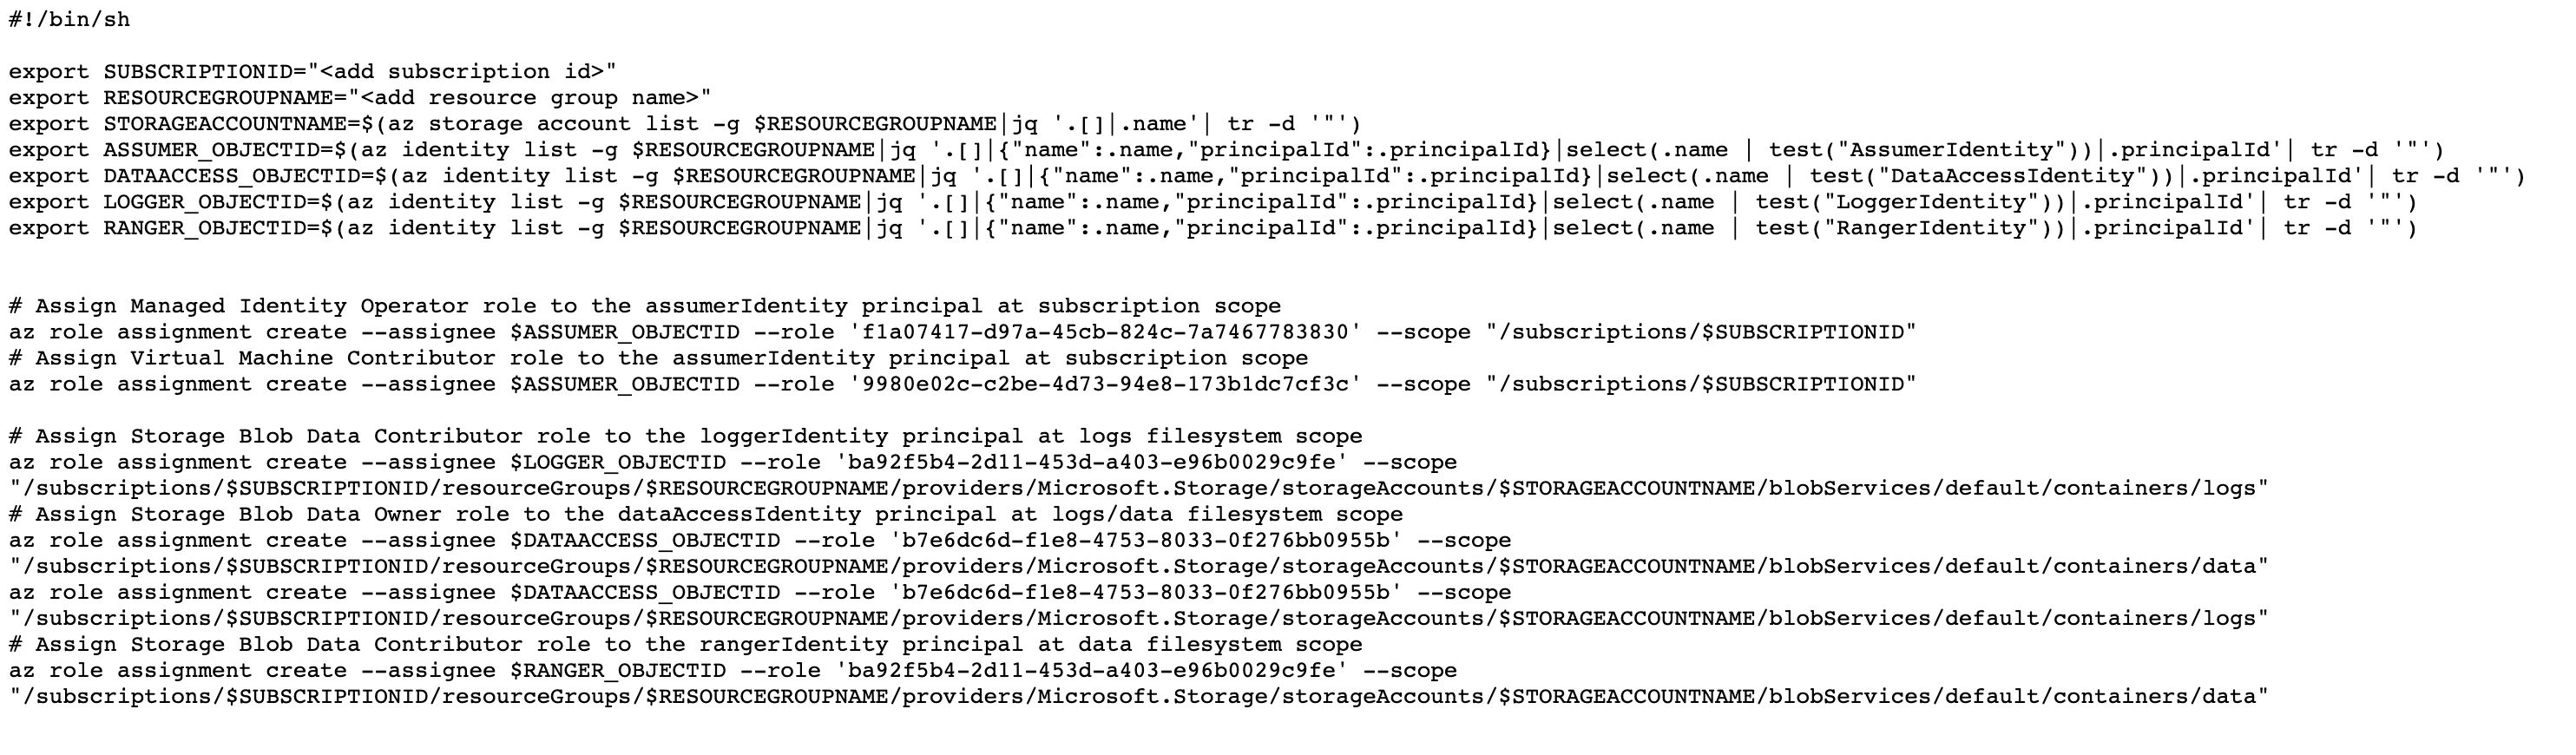 #!/bin/sh

export SUBSCRIPTIONID="<add subscription id>"
export RESOURCEGROUPNAME="<add resource group name>"
export STORAGEACCOUNTNAME=$(az storage account list -g $RESOURCEGROUPNAME|jq '.[]|.name'| tr -d '"')
export ASSUMER_OBJECTID=$(az identity list -g $RESOURCEGROUPNAME|jq '.[]|{"name":.name,"principalId":.principalId}|select(.name | test("AssumerIdentity"))|.principalId'| tr -d '"')
export DATAACCESS_OBJECTID=$(az identity list -g $RESOURCEGROUPNAME|jq '.[]|{"name":.name,"principalId":.principalId}|select(.name | test("DataAccessIdentity"))|.principalId'| tr -d '"')
export LOGGER_OBJECTID=$(az identity list -g $RESOURCEGROUPNAME|jq '.[]|{"name":.name,"principalId":.principalId}|select(.name | test("LoggerIdentity"))|.principalId'| tr -d '"')
export RANGER_OBJECTID=$(az identity list -g $RESOURCEGROUPNAME|jq '.[]|{"name":.name,"principalId":.principalId}|select(.name | test("RangerIdentity"))|.principalId'| tr -d '"')

# Assign Managed Identity Operator role to the assumerIdentity principal at subscription scope
az role assignment create --assignee $ASSUMER_OBJECTID --role 'f1a07417-d97a-45cb-824c-7a7467783830' --scope "/subscriptions/$SUBSCRIPTIONID"
# Assign Virtual Machine Contributor role to the assumerIdentity principal at subscription scope
az role assignment create --assignee $ASSUMER_OBJECTID --role '9980e02c-c2be-4d73-94e8-173b1dc7cf3c' --scope "/subscriptions/$SUBSCRIPTIONID"

# Assign Storage Blob Data Contributor role to the loggerIdentity principal at logs filesystem scope
az role assignment create --assignee $LOGGER_OBJECTID --role 'ba92f5b4-2d11-453d-a403-e96b0029c9fe' --scope
"/subscriptions/$SUBSCRIPTIONID/resourceGroups/$RESOURCEGROUPNAME/providers/Microsoft.Storage/storageAccounts/$STORAGEACCOUNTNAME/blobServices/default/containers/logs"
# Assign Storage Blob Data Owner role to the dataAccessIdentity principal at logs/data filesystem scope
az role assignment create --assignee $DATAACCESS_OBJECTID --role 'b7e6dc6d-f1e8-4753-8033-0f276bb0955b' --scope
"/subscriptions/$SUBSCRIPTIONID/resourceGroups/$RESOURCEGROUPNAME/providers/Microsoft.Storage/storageAccounts/$STORAGEACCOUNTNAME/blobServices/default/containers/data"
az role assignment create --assignee $DATAACCESS_OBJECTID --role 'b7e6dc6d-f1e8-4753-8033-0f276bb0955b' --scope
"/subscriptions/$SUBSCRIPTIONID/resourceGroups/$RESOURCEGROUPNAME/providers/Microsoft.Storage/storageAccounts/$STORAGEACCOUNTNAME/blobServices/default/containers/logs"
# Assign Storage Blob Data Contributor role to the rangerIdentity principal at data filesystem scope
az role assignment create --assignee $RANGER_OBJECTID --role 'ba92f5b4-2d11-453d-a403-e96b0029c9fe' --scope
"/subscriptions/$SUBSCRIPTIONID/resourceGroups/$RESOURCEGROUPNAME/providers/Microsoft.Storage/storageAccounts/$STORAGEACCOUNTNAME/blobServices/default/containers/data"